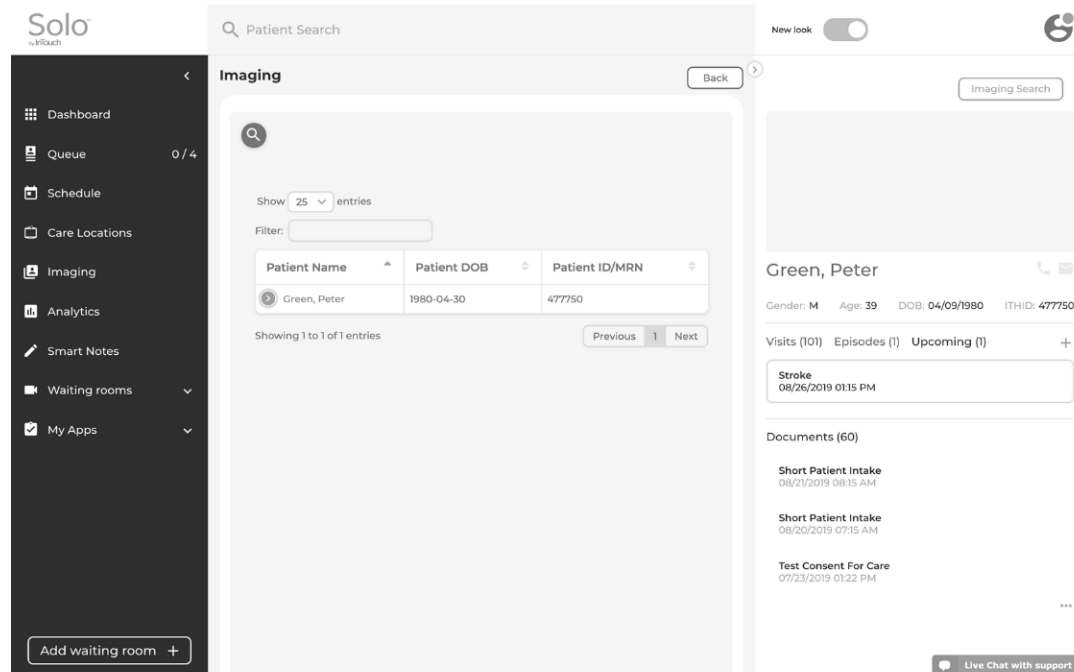 Solo™
by InTouch
Patient Search
New look
Dashboard
Queue 0 / 4
Schedule
Care Locations
Imaging
Analytics
Smart Notes
Waiting rooms
My Apps
Add waiting room +
Imaging
Back
Show 25 entries
Filter:
Patient Name Patient DOB Patient ID/MRN
Green, Peter 1980-04-30 477750
Showing 1 to 1 of 1 entries
Previous 1 Next
Imaging Search
Green, Peter
Gender: M Age: 39 DOB: 04/09/1980 ITHID: 477750
Visits (101) Episodes (1) Upcoming (1) +
Stroke
08/26/2019 01:15 PM
Documents (60)
Short Patient Intake
08/21/2019 08:15 AM
Short Patient Intake
08/20/2019 07:15 AM
Test Consent For Care
07/23/2019 01:22 PM
...
Live Chat with support